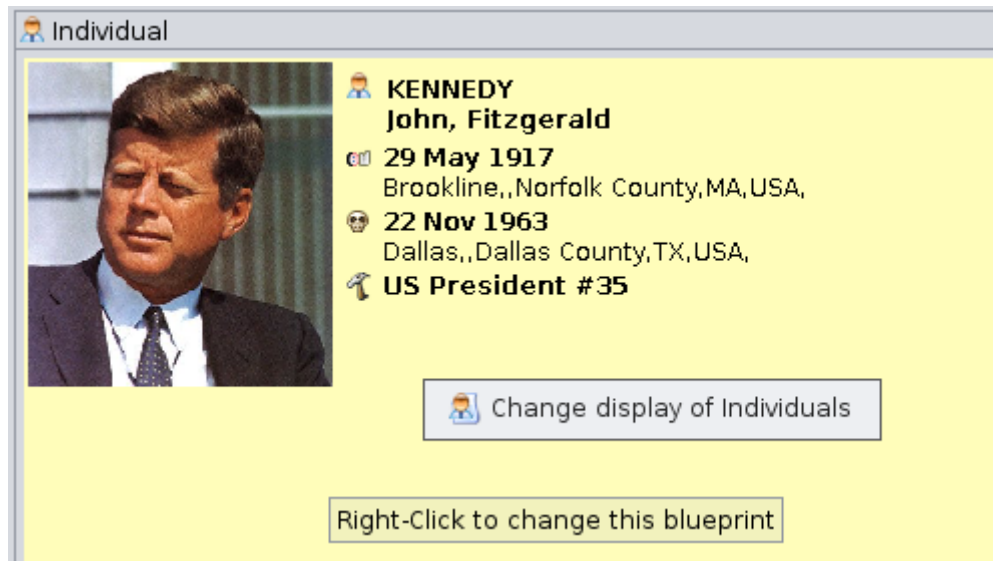 Individual
KENNEDY
John, Fitzgerald
29 May 1917
Brookline,,Norfolk County,MA,USA,
22 Nov 1963
Dallas,,Dallas County,TX,USA,
US President #35
Change display of Individuals
Right-Click to change this blueprint